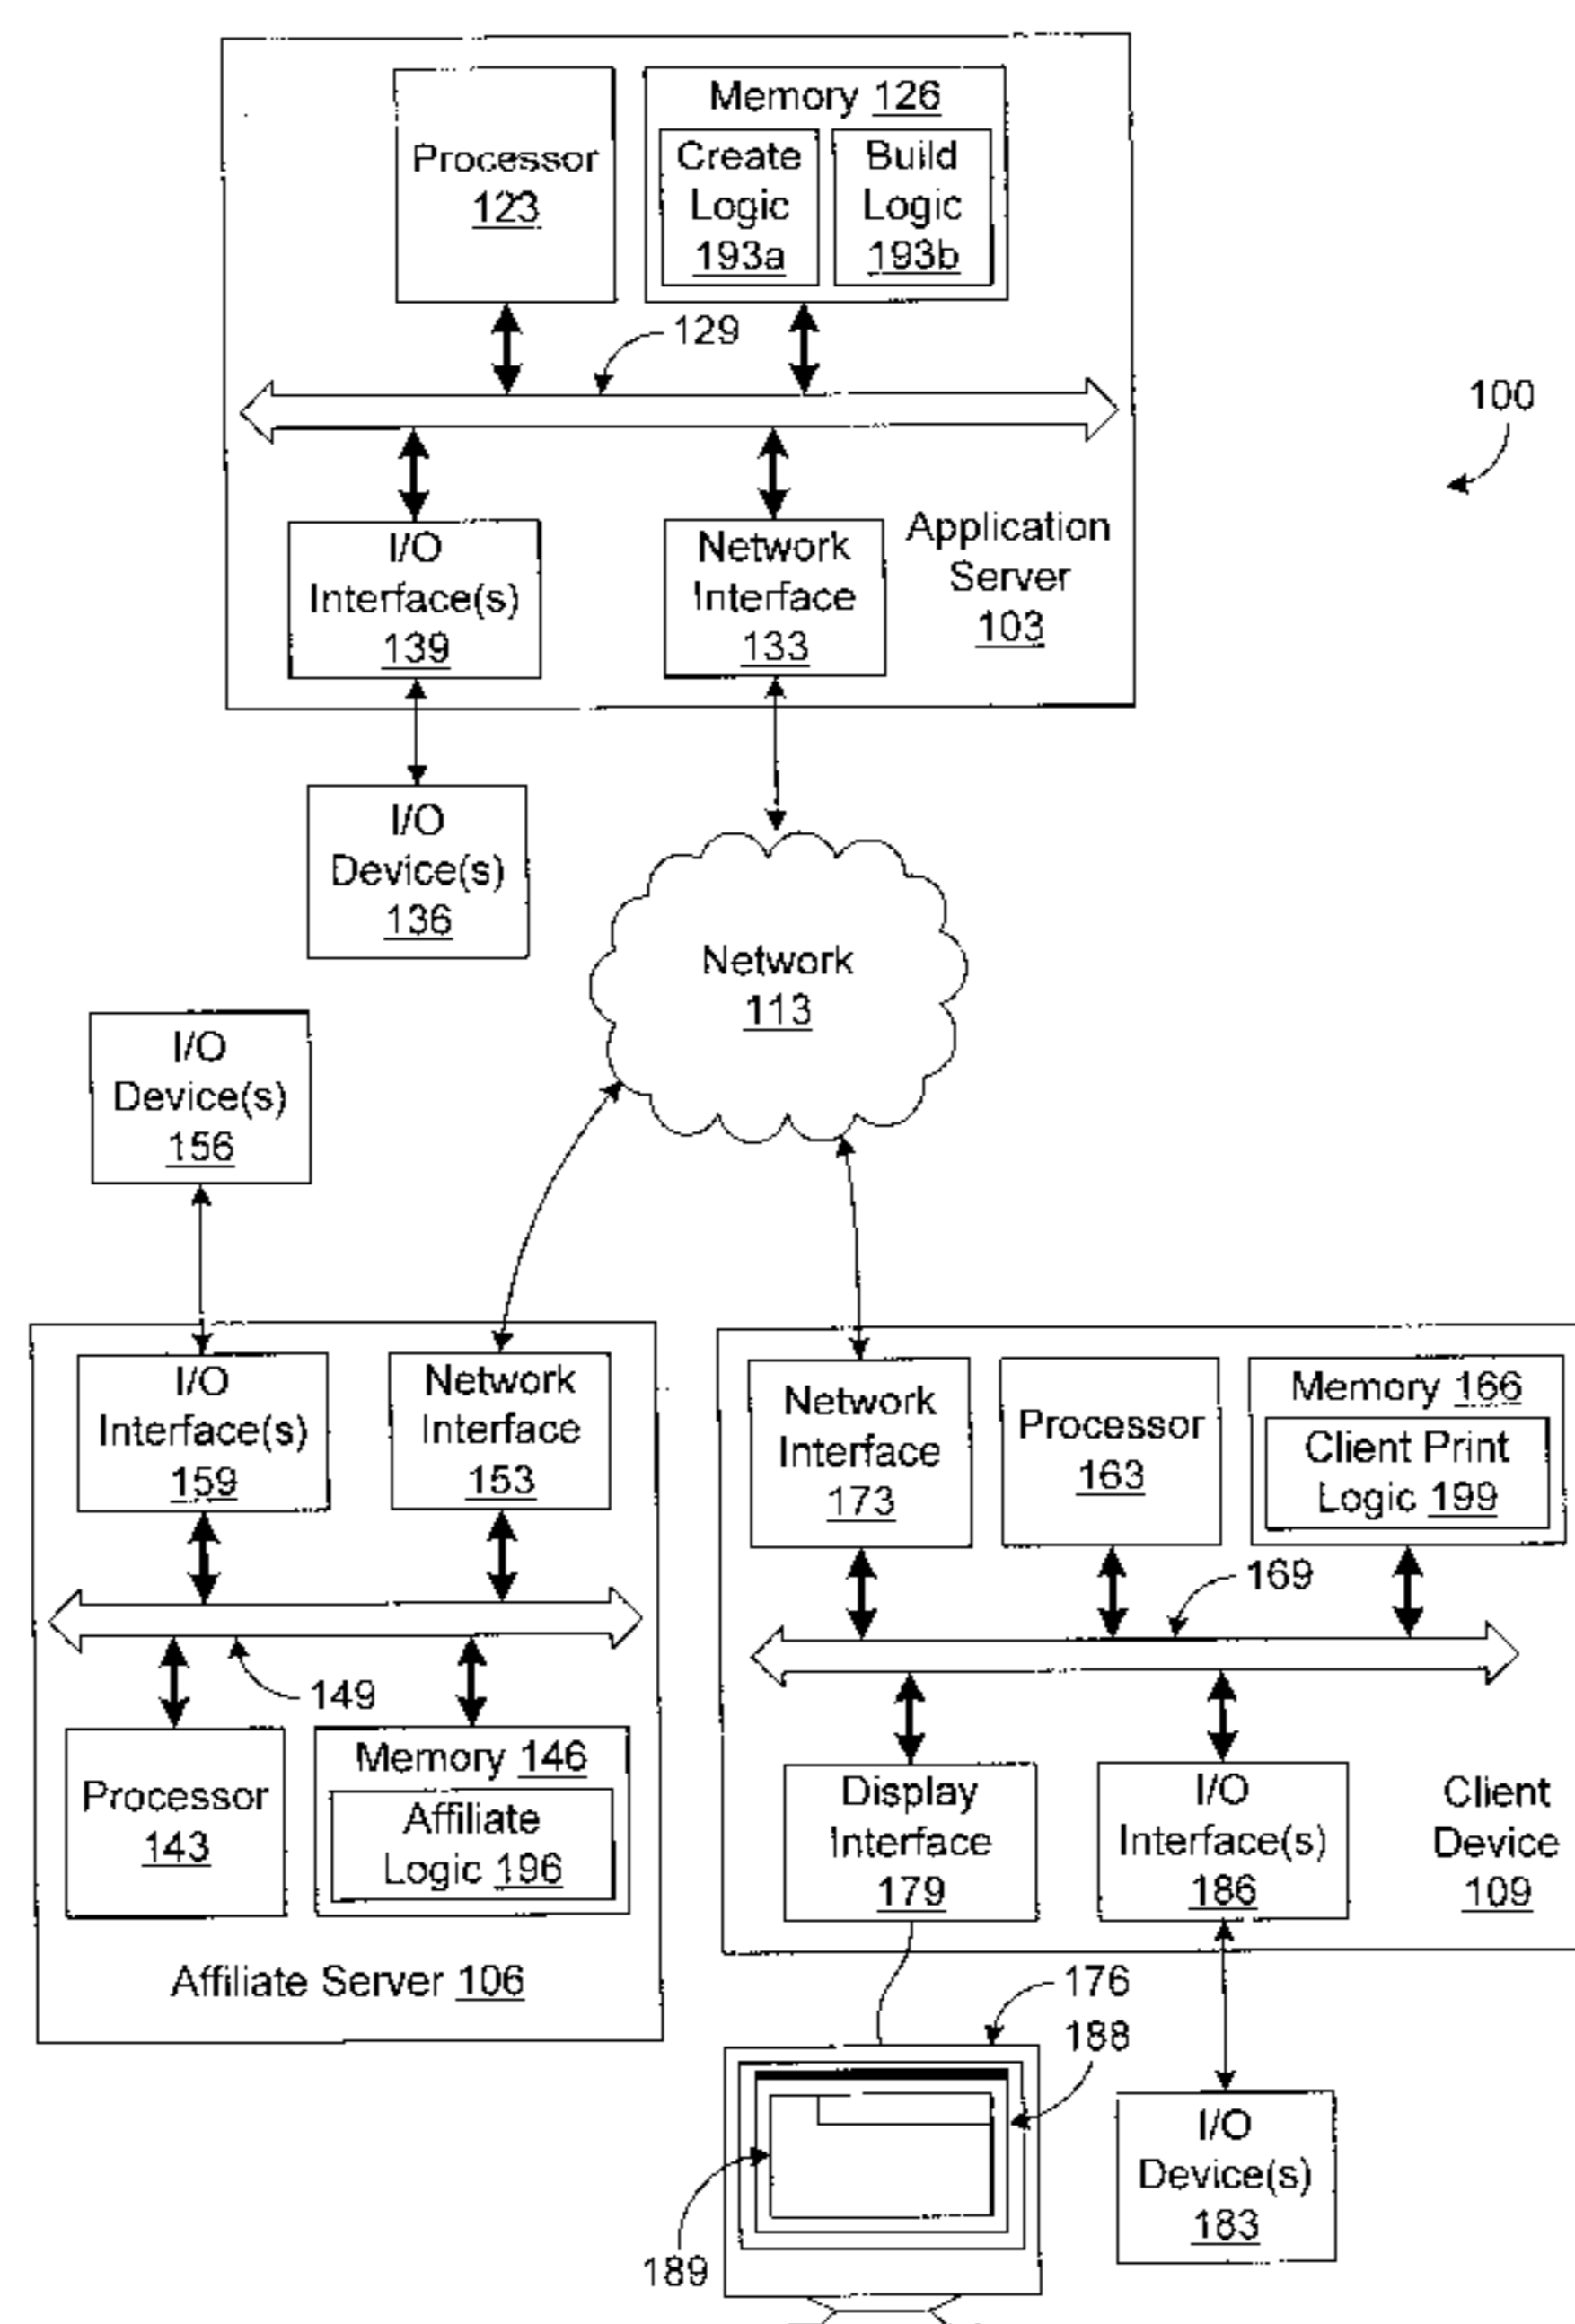 Processor
123
Memory 126
Create
Logic
193a
Build
Logic
193b
129
100
I/O
Interface(s)
139
Network
Interface
133
Application
Server
103
I/O
Device(s)
136
Network
113
I/O
Device(s)
156
I/O
Interface(s)
159
Network
Interface
153
149
Processor
143
Memory 146
Affiliate
Logic 196
Affiliate Server 106
Network
Interface
173
Processor
163
Memory 166
Client Print
Logic 199
169
Display
Interface
179
I/O
Interface(s)
186
Client
Device
109
176
188
189
I/O
Device(s)
183